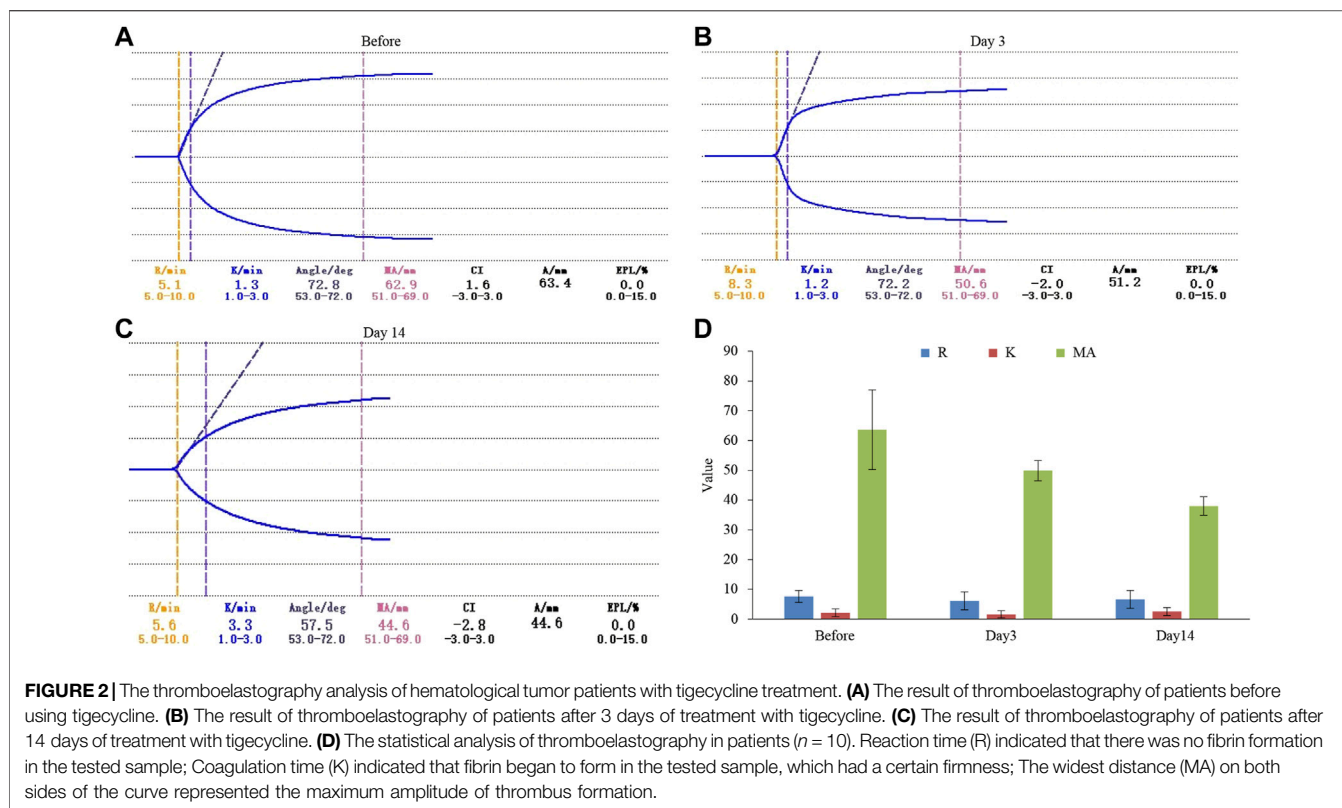 A
Before
R/min K/min Angle/deg MA/mm CI A/mm EPL/%
5.1 1.3 72.8 62.9 1.6 63.4 0.0
5.0-10.0 1.0-3.0 53.0-72.0 51.0-69.0 -3.0-3.0 0.0-15.0
B
Day 3
R/min K/min Angle/deg MA/mm CI A/mm EPL/%
8.3 1.2 72.2 50.6 -2.0 51.2 0.0
5.0-10.0 1.0-3.0 53.0-72.0 51.0-69.0 -3.0-3.0 0.0-15.0
C
Day 14
R/min K/min Angle/deg MA/mm CI A/mm EPL/%
5.6 3.3 57.5 44.6 -2.8 44.6 0.0
5.0-10.0 1.0-3.0 53.0-72.0 51.0-69.0 -3.0-3.0 0.0-15.0
D
R K MA
90
80
70
60
50
40
30
20
10
0
Value
Before Day3 Day14
FIGURE 2 | The thromboelastography analysis of hematological tumor patients with tigecycline treatment. (A) The result of thromboelastography of patients before
using tigecycline. (B) The result of thromboelastography of patients after 3 days of treatment with tigecycline. (C) The result of thromboelastography of patients after
14 days of treatment with tigecycline. (D) The statistical analysis of thromboelastography in patients (n = 10). Reaction time (R) indicated that there was no fibrin formation
in the tested sample; Coagulation time (K) indicated that fibrin began to form in the tested sample, which had a certain firmness; The widest distance (MA) on both
sides of the curve represented the maximum amplitude of thrombus formation.